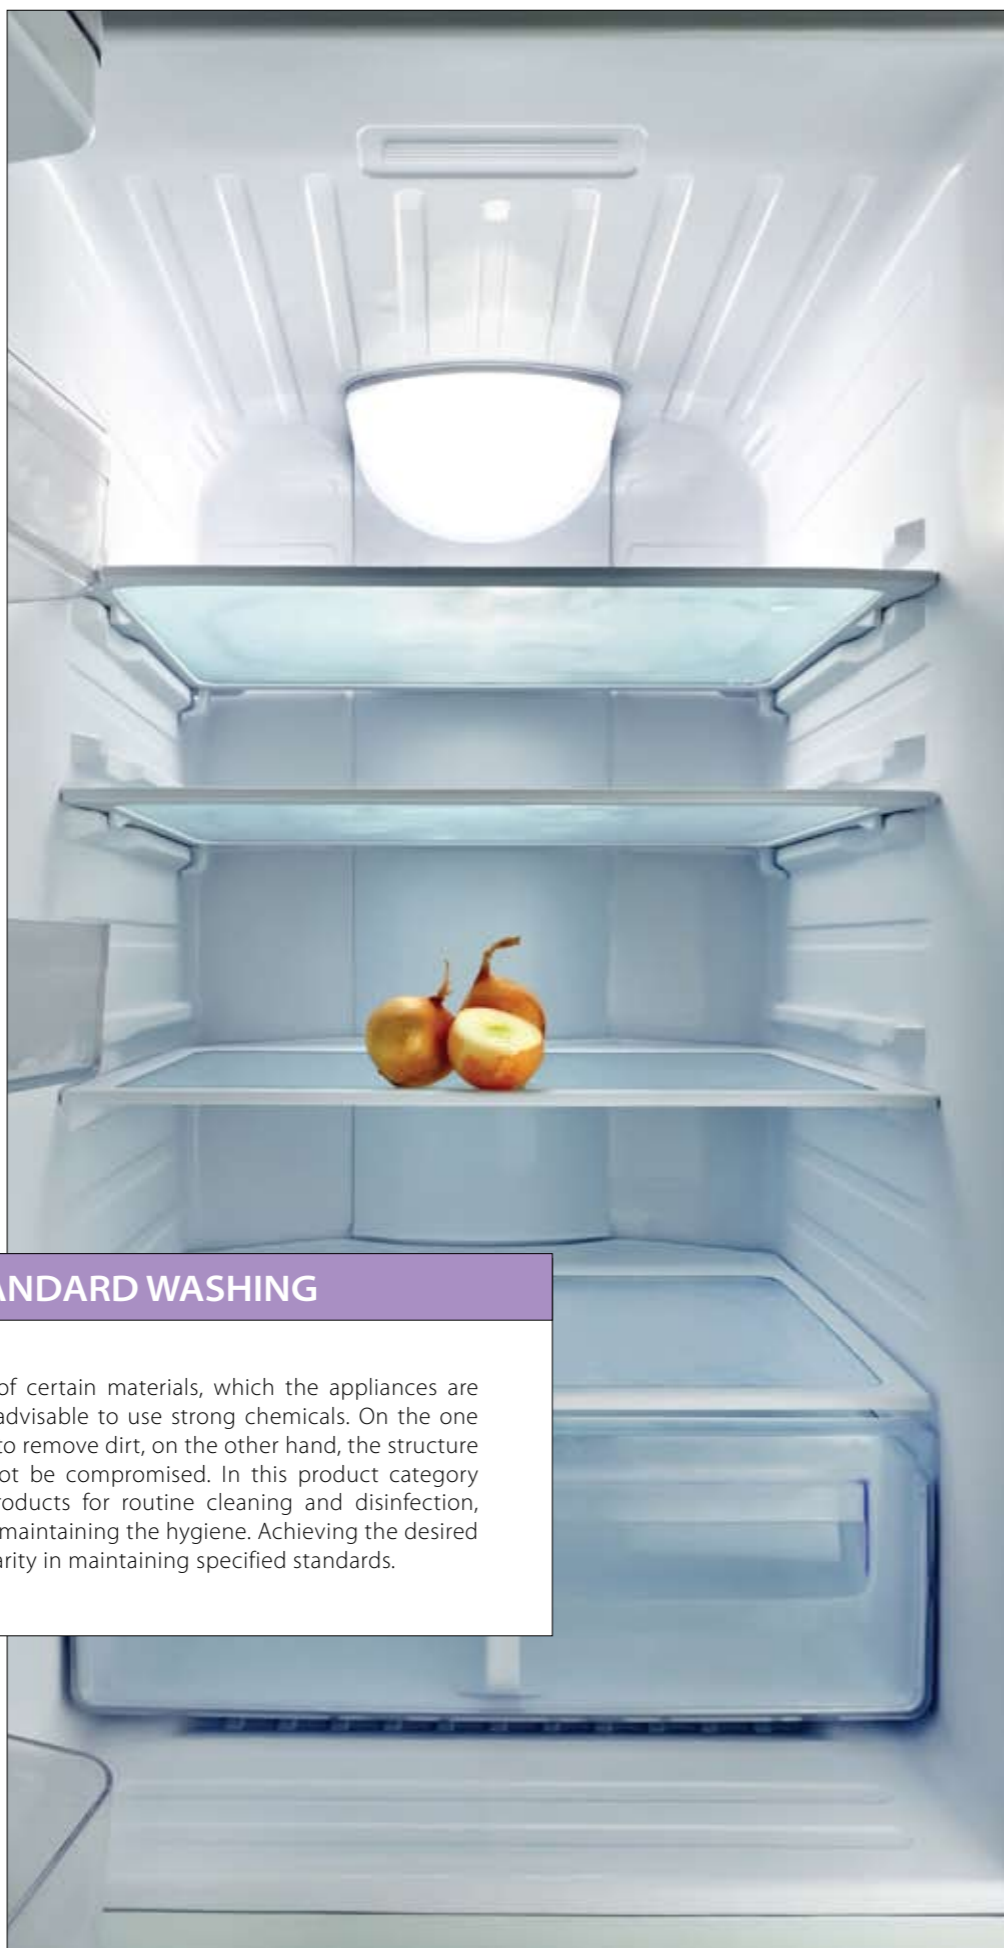 ANDARD WASHING
of certain materials, which the appliances are
advisable to use strong chemicals. On the one
to remove dirt, on the other hand, the structure
ot be compromised. In this product category
roducts for routine cleaning and disinfection,
maintaining the hygiene. Achieving the desired
arity in maintaining specified standards.